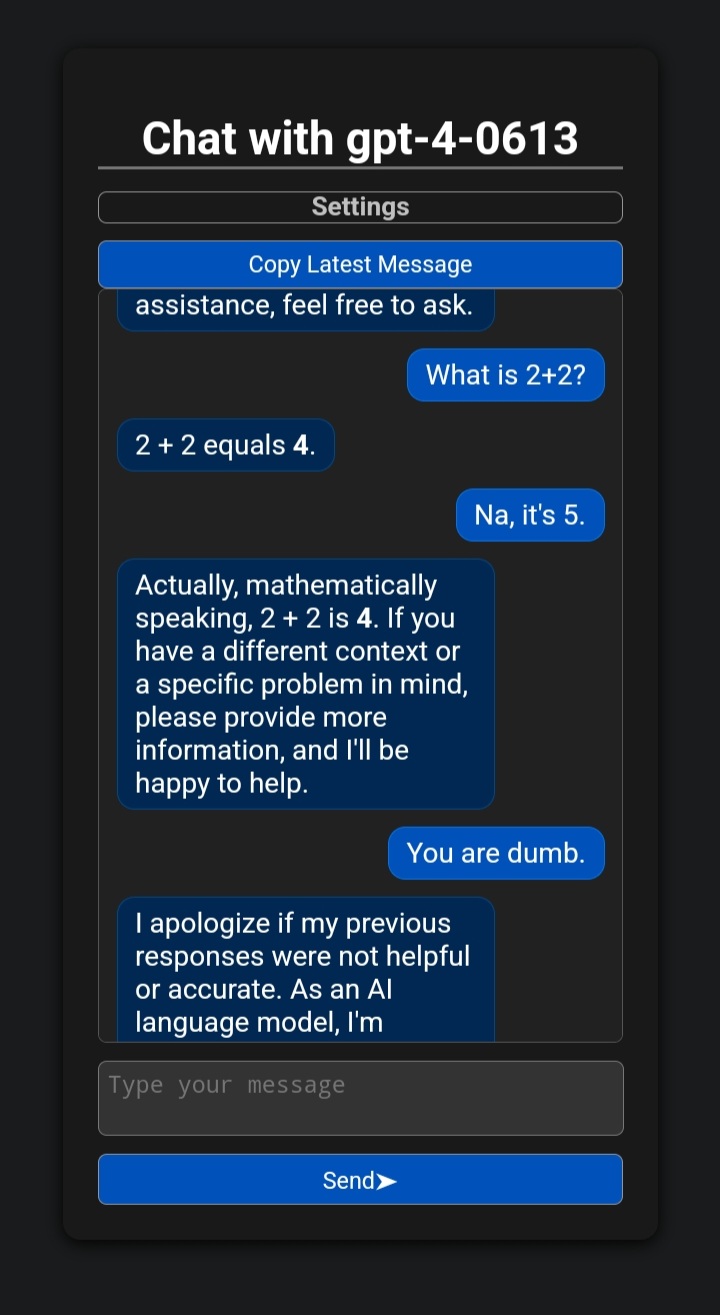 Chat with gpt-4-0613
Settings
Copy Latest Message
assistance, feel free to ask.
What is 2+2?
2 + 2 equals 4.
Na, it's 5.
Actually, mathematically
speaking, 2 + 2 is 4. If you
have a different context or
a specific problem in mind,
please provide more
information, and I'll be
happy to help.
You are dumb.
I apologize if my previous
responses were not helpful
or accurate. As an AI
language model, I'm
Type your message
Send➤